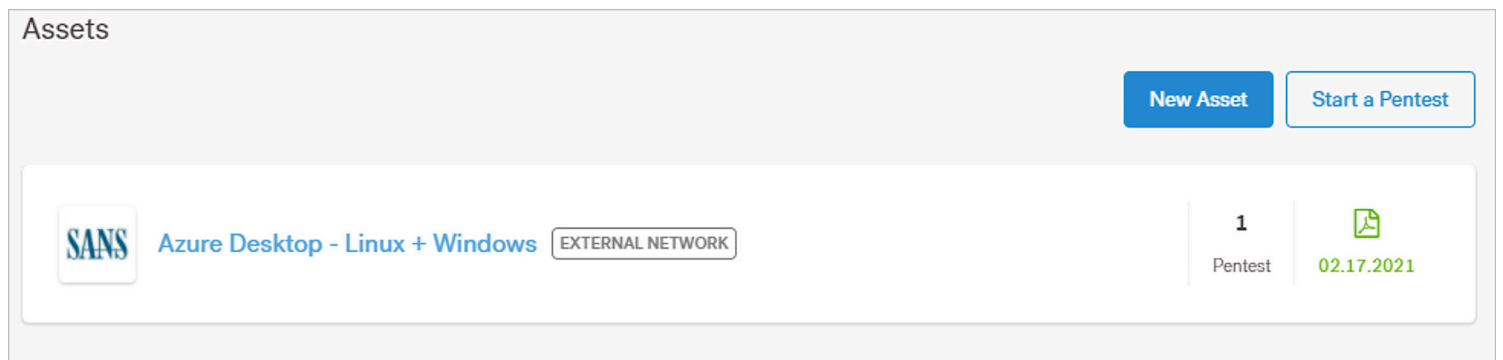 Assets
New Asset
Start a Pentest
SANS
Azure Desktop - Linux + Windows
EXTERNAL NETWORK
1
Pentest
02.17.2021